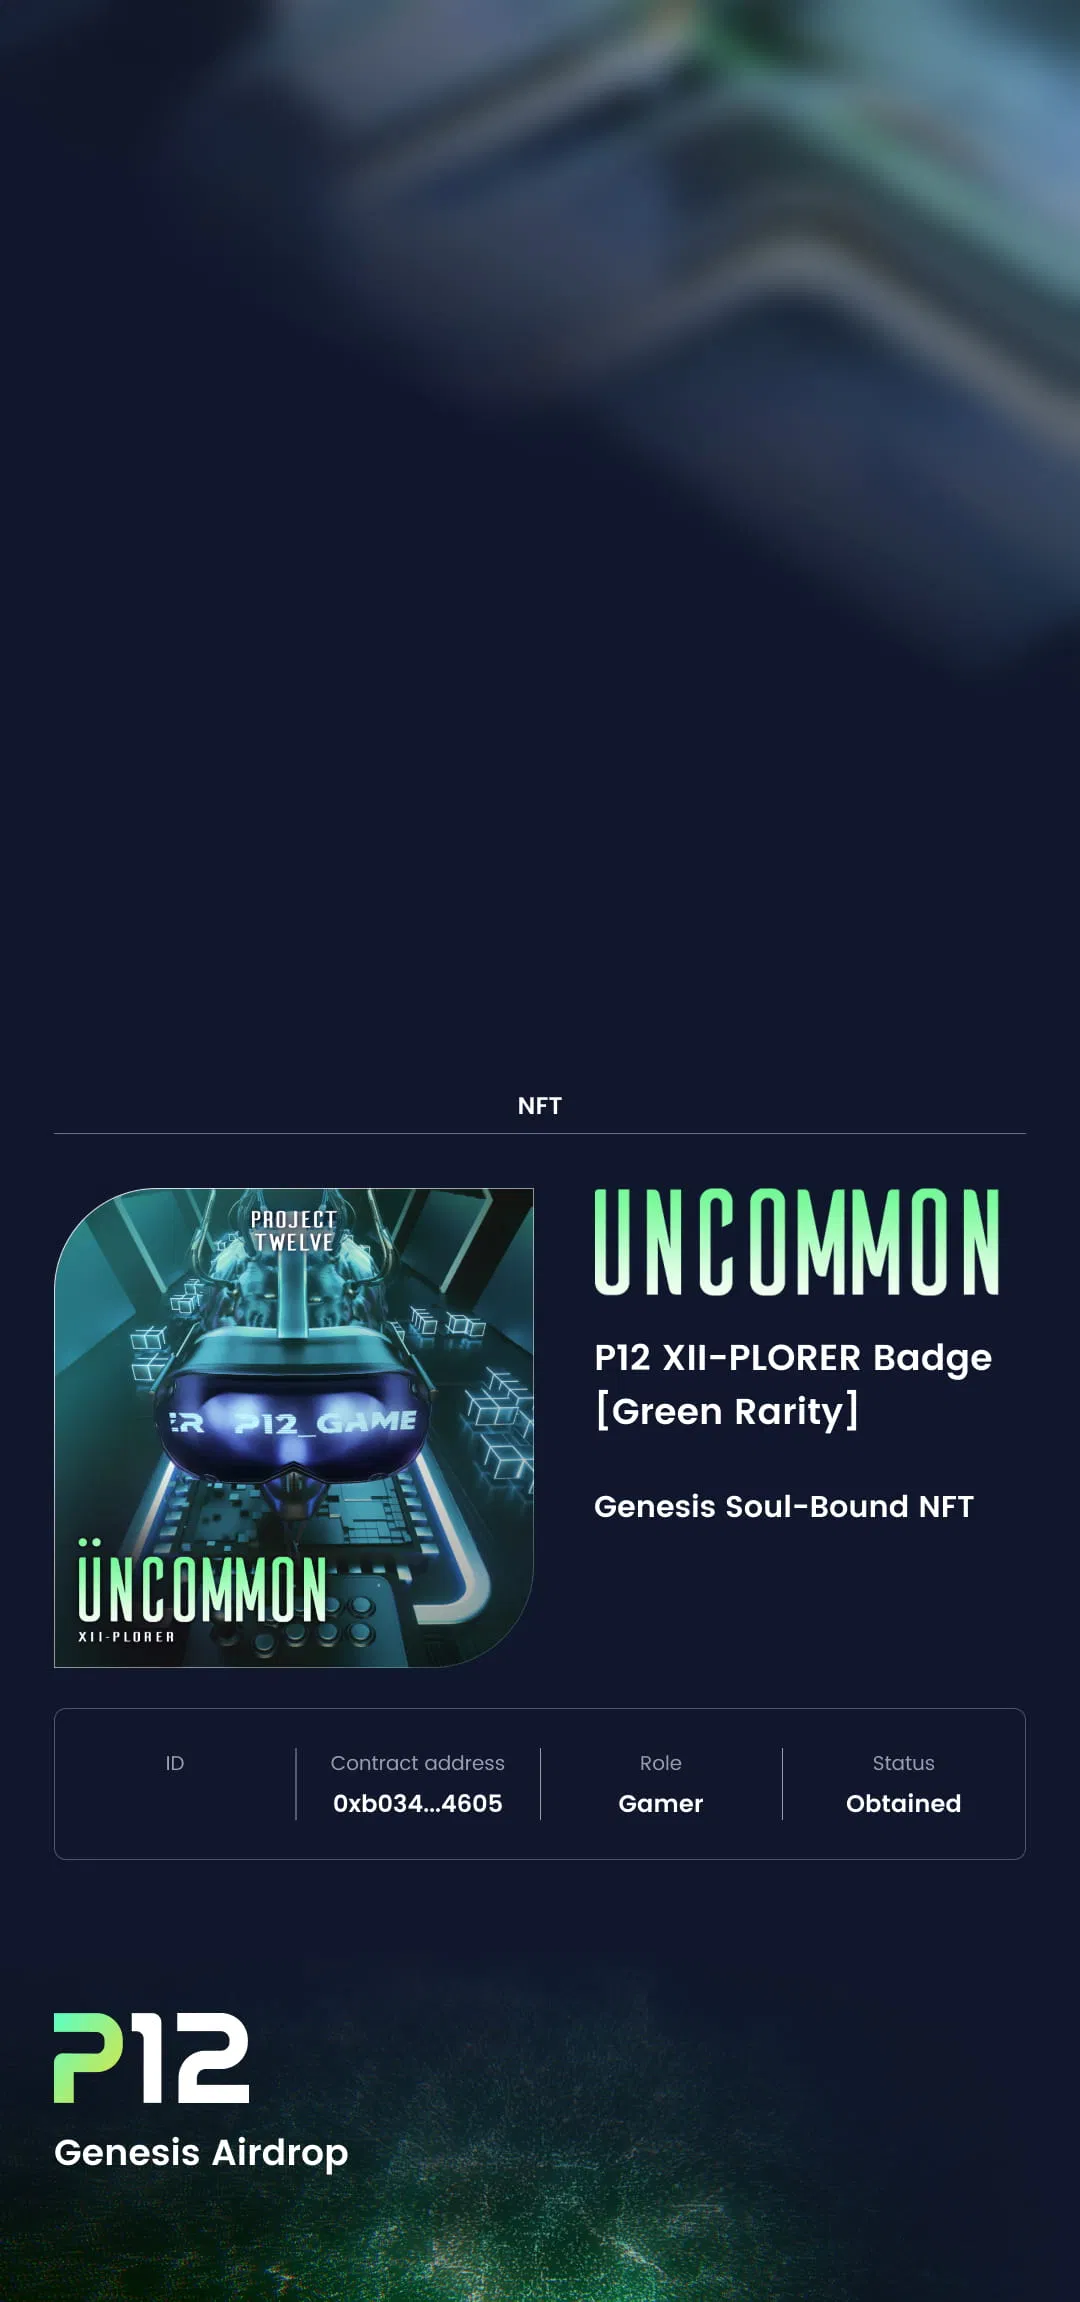 NFT
PROJECT
TWELVE
ER P12_GAME
ÜNCOMMON
XII-PLORER
UNCOMMON
P12 XII-PLORER Badge
[Green Rarity]
Genesis Soul-Bound NFT
ID
Contract address
0xb034...4605
Role
Gamer
Status
Obtained
P12
Genesis Airdrop